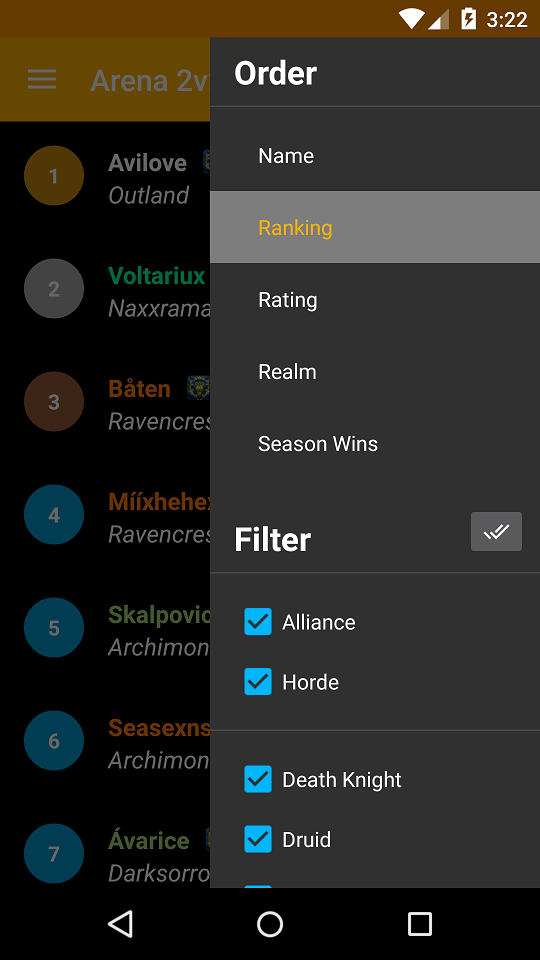 3:22
Arena 2v
Order
Name
Ranking
Rating
Realm
Season Wins
Filter
Alliance
Horde
Death Knight
Druid
1
Avilove
Outland
2
Voltariux
Naxxrama
3
Båten
Ravencres
4
Mííxhehex
Ravencres
5
Skalpovic
Archimon
6
Seasexns
Archimon
7
Ávarice
Darksorro